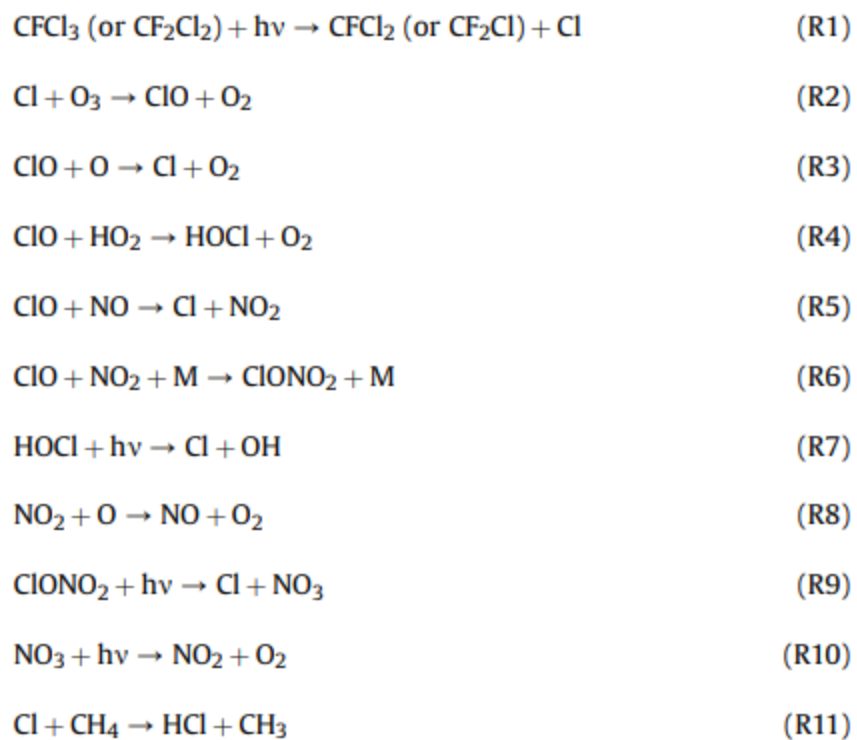 CFCl₃ (or CF₂Cl₂) + hν → CFCl₂ (or CF₂Cl) + Cl (R1)
Cl + O₃ → ClO + O₂ (R2)
ClO + O → Cl + O₂ (R3)
ClO + HO₂ → HOCl + O₂ (R4)
ClO + NO → Cl + NO₂ (R5)
ClO + NO₂ + M → ClONO₂ + M (R6)
HOCl + hν → Cl + OH (R7)
NO₂ + O → NO + O₂ (R8)
ClONO₂ + hν → Cl + NO₃ (R9)
NO₃ + hν → NO₂ + O₂ (R10)
Cl + CH₄ → HCl + CH₃ (R11)